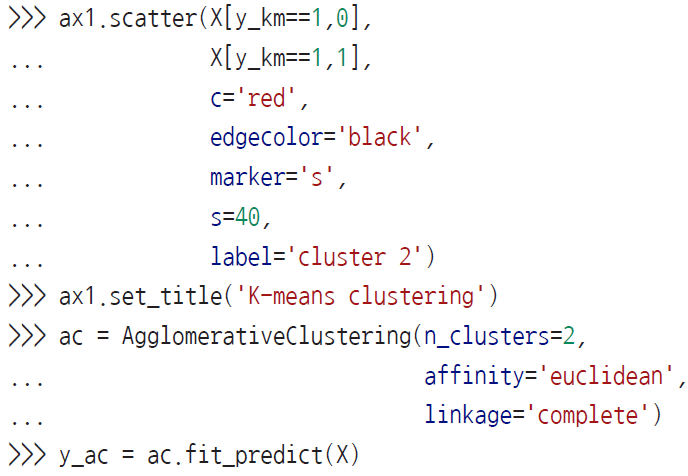 >>> ax1.scatter(X[y_km==1,0],
...             X[y_km==1,1],
...             c='red',
...             edgecolor='black',
...             marker='s',
...             s=40,
...             label='cluster 2')
>>> ax1.set_title('K-means clustering')
>>> ac = AgglomerativeClustering(n_clusters=2,
...                              affinity='euclidean',
...                              linkage='complete')
>>> y_ac = ac.fit_predict(X)